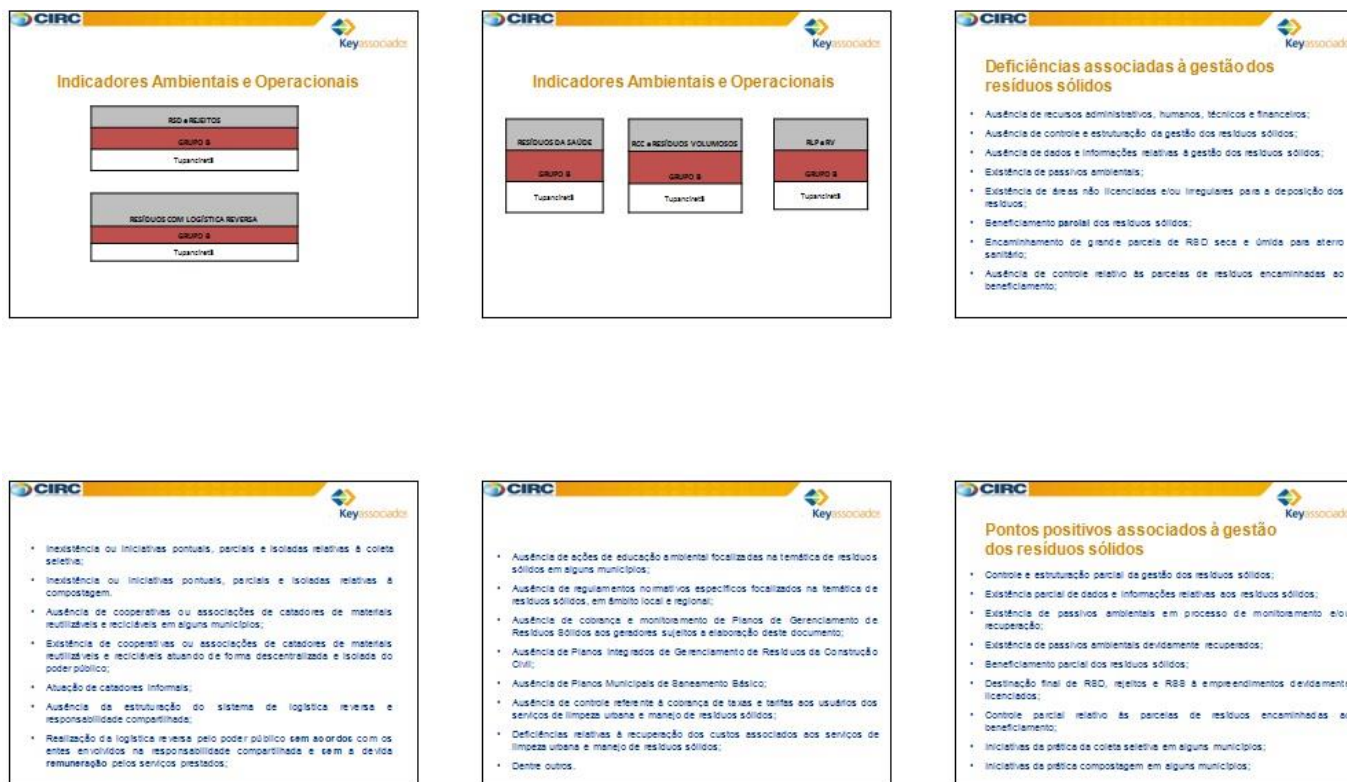 CIRC
Keyassociados
Indicadores Ambientais e Operacionais
RSD e REJEITOS
GRUPO B
Tupanciretã
RESÍDUOS COM LOGÍSTICA REVERSA
GRUPO B
Tupanciretã
CIRC
Keyassociados
Indicadores Ambientais e Operacionais
RESÍDUOS DA SAÚDE
GRUPO B
Tupanciretã
RCC e RESÍDUOS VOLUMOSOS
GRUPO B
Tupanciretã
RLP e RV
GRUPO B
Tupanciretã
CIRC
Keyassociad
Deficiências associadas à gestão dos
resíduos sólidos
• Ausência de recursos administrativos, humanos, técnicos e financeiros;
• Ausência de controle e estruturação da gestão dos resíduos sólidos;
• Ausência de dados e informações relativas à gestão dos resíduos sólidos;
• Existência de passivos ambientais;
• Existência de áreas não licenciadas e/ou irregulares para a deposição dos
resíduos;
• Beneficiamento parcial dos resíduos sólidos;
• Encaminhamento de grande parcela de RSD seca e úmida para aterro
sanitário;
• Ausência de controle relativo às parcelas de resíduos encaminhadas ao
beneficiamento;
CIRC
Keyassociados
• Inexistência ou iniciativas pontuais, parciais e isoladas relativas à coleta
seletiva;
• Inexistência ou iniciativas pontuais, parciais e isoladas relativas à
compostagem.
• Ausência de cooperativas ou associações de catadores de materiais
reutilizáveis e recicláveis em alguns municípios;
• Existência de cooperativas ou associações de catadores de materiais
reutilizáveis e recicláveis atuando de forma descentralizada e isolada do
poder público;
• Atuação de catadores informais;
• Ausência da estruturação do sistema de logística reversa e
responsabilidade compartilhada;
• Realização da logística reversa pelo poder público sem acordos com os
entes envolvidos na responsabilidade compartilhada e sem a devida
remuneração pelos serviços prestados;
CIRC
Keyassociados
• Ausência de ações de educação ambiental focalizadas na temática de resíduos
sólidos em alguns municípios;
• Ausência de regulamentos normativos específicos focalizados na temática de
resíduos sólidos, em âmbito local e regional;
• Ausência de cobrança e monitoramento de Planos de Gerenciamento de
Resíduos Sólidos aos geradores sujeitos a elaboração deste documento;
• Ausência de Planos Integrados de Gerenciamento de Resíduos da Construção
Civil;
• Ausência de Planos Municipais de Saneamento Básico;
• Ausência de controle referente à cobrança de taxas e tarifas aos usuários dos
serviços de limpeza urbana e manejo de resíduos sólidos;
• Deficiências relativas à recuperação dos custos associados aos serviços de
limpeza urbana e manejo de resíduos sólidos;
• Dentre outros.
CIRC
Keyassociad
Pontos positivos associados à gestão
dos resíduos sólidos
• Controle e estruturação parcial da gestão dos resíduos sólidos;
• Existência parcial de dados e informações relativas aos resíduos sólidos;
• Existência de passivos ambientais em processo de monitoramento e/ou
recuperação;
• Existência de passivos ambientais devidamente recuperados;
• Beneficiamento parcial dos resíduos sólidos;
• Destinação final de RSD, rejeitos e RSS à empreendimentos devidamente
licenciados;
• Controle parcial relativo às parcelas de resíduos encaminhadas ao
beneficiamento;
• Iniciativas da prática da coleta seletiva em alguns municípios;
• Iniciativas da prática compostagem em alguns municípios;